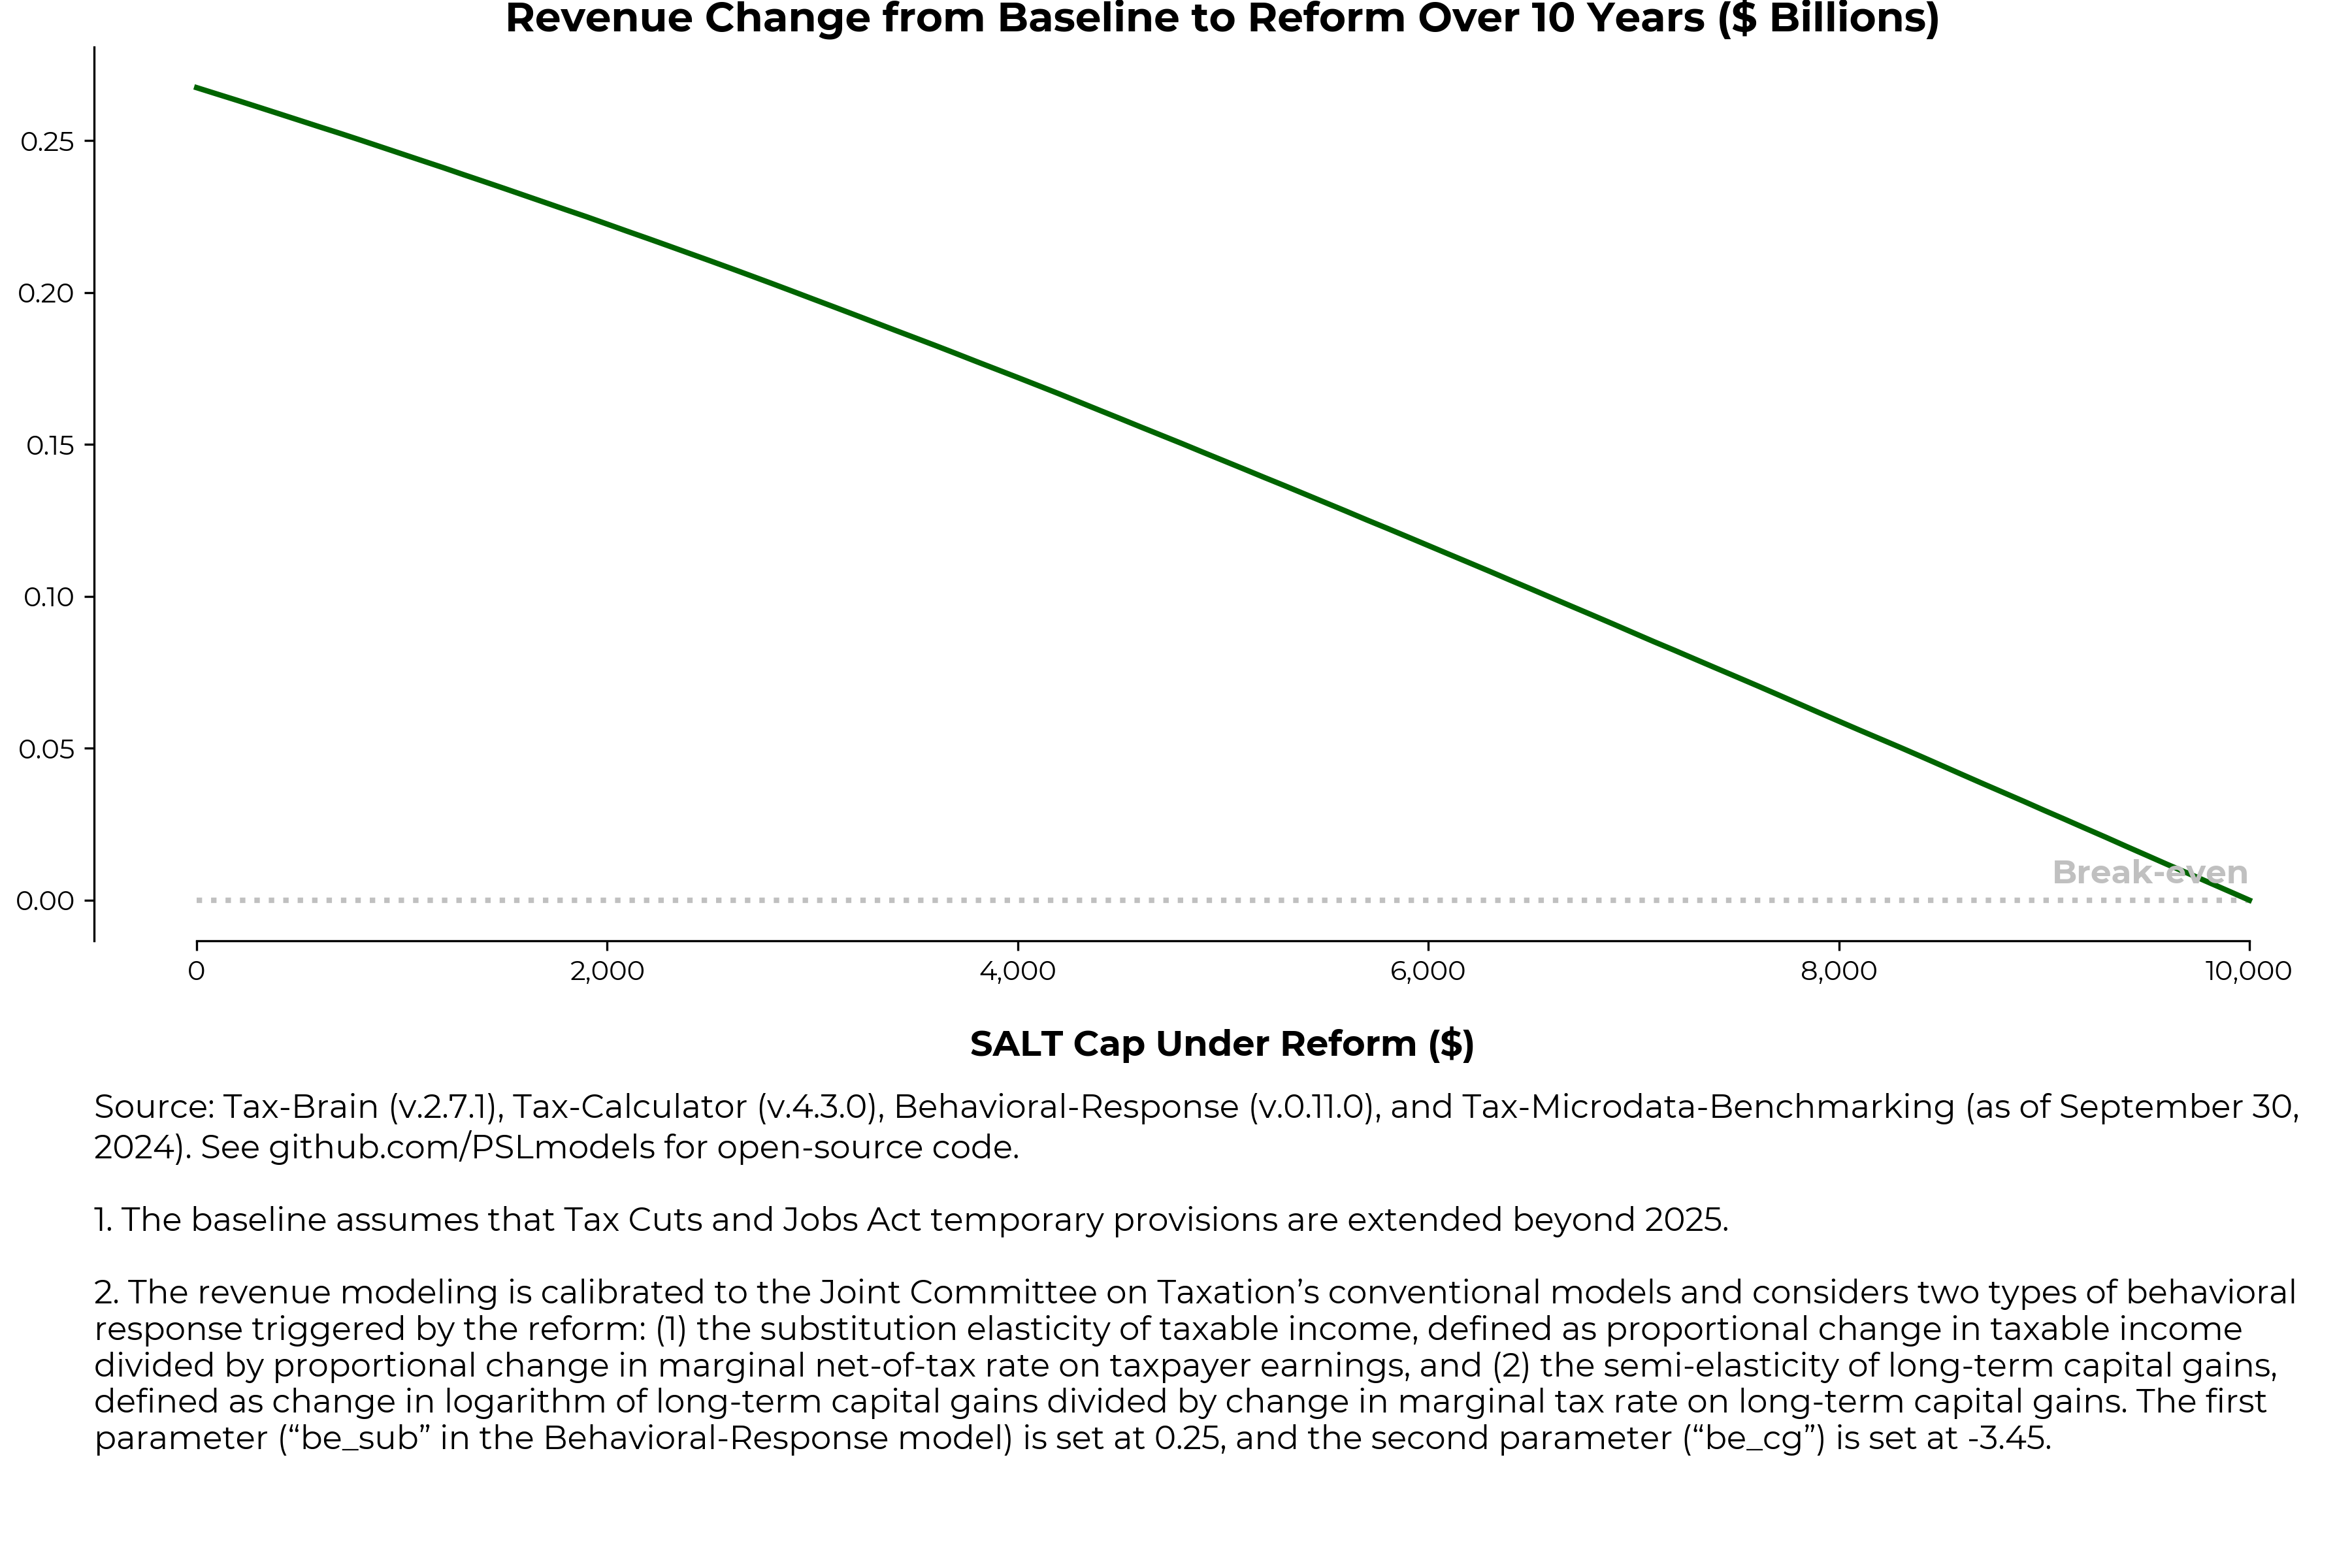 Revenue Change from Baseline to Reform Over 10 Years ($ Billions)
0.25
0.20
0.15
0.10
0.05
0.00
Break-even
0 2,000 4,000 6,000 8,000 10,000
SALT Cap Under Reform ($)
Source: Tax-Brain (v.2.7.1), Tax-Calculator (v.4.3.0), Behavioral-Response (v.0.11.0), and Tax-Microdata-Benchmarking (as of September 30,
2024). See github.com/PSLmodels for open-source code.
1. The baseline assumes that Tax Cuts and Jobs Act temporary provisions are extended beyond 2025.
2. The revenue modeling is calibrated to the Joint Committee on Taxation’s conventional models and considers two types of behavioral
response triggered by the reform: (1) the substitution elasticity of taxable income, defined as proportional change in taxable income
divided by proportional change in marginal net-of-tax rate on taxpayer earnings, and (2) the semi-elasticity of long-term capital gains,
defined as change in logarithm of long-term capital gains divided by change in marginal tax rate on long-term capital gains. The first
parameter (“be_sub” in the Behavioral-Response model) is set at 0.25, and the second parameter (“be_cg”) is set at -3.45.